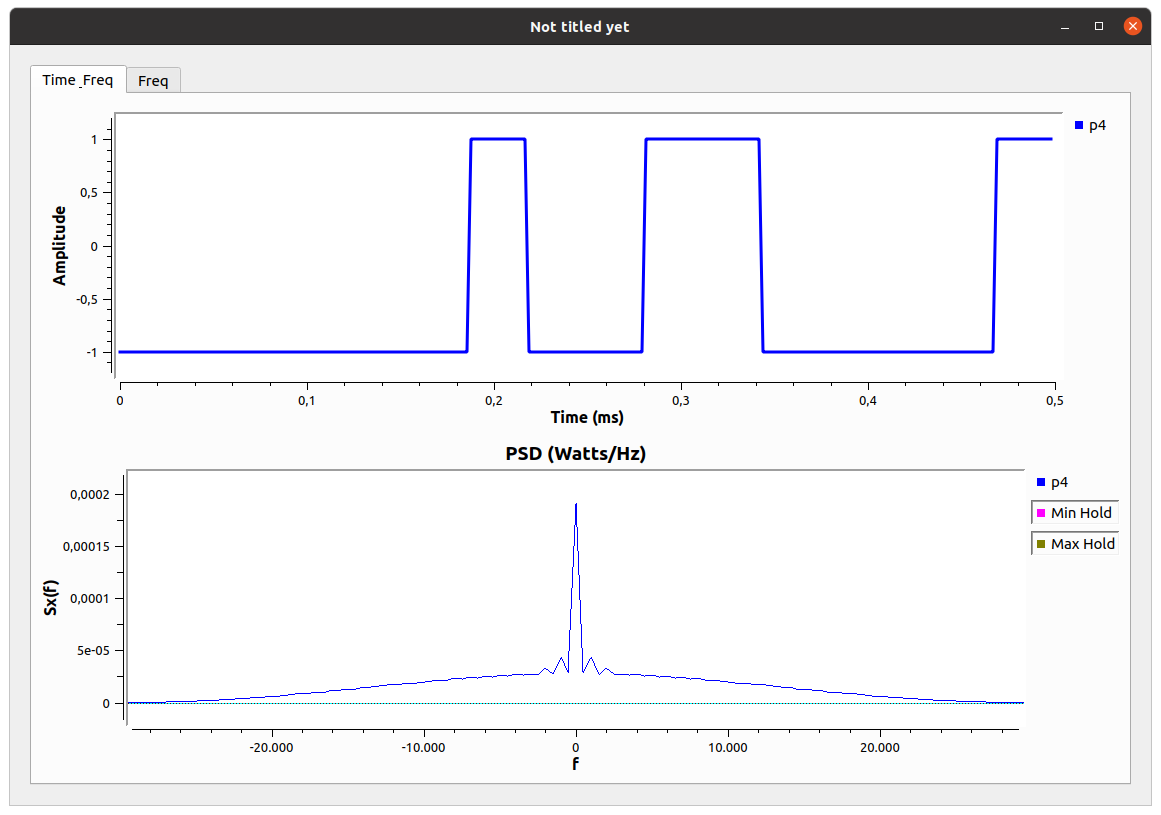 Not titled yet
Time_Freq
Freq
p4
1
0,5
0
-0,5
-1
Amplitude
0
0,1
0,2
0,3
0,4
0,5
Time (ms)
PSD (Watts/Hz)
p4
Min Hold
Max Hold
0,0002
0,00015
0,0001
5e-05
0
Sx(f)
-20.000
-10.000
0
10.000
20.000
f